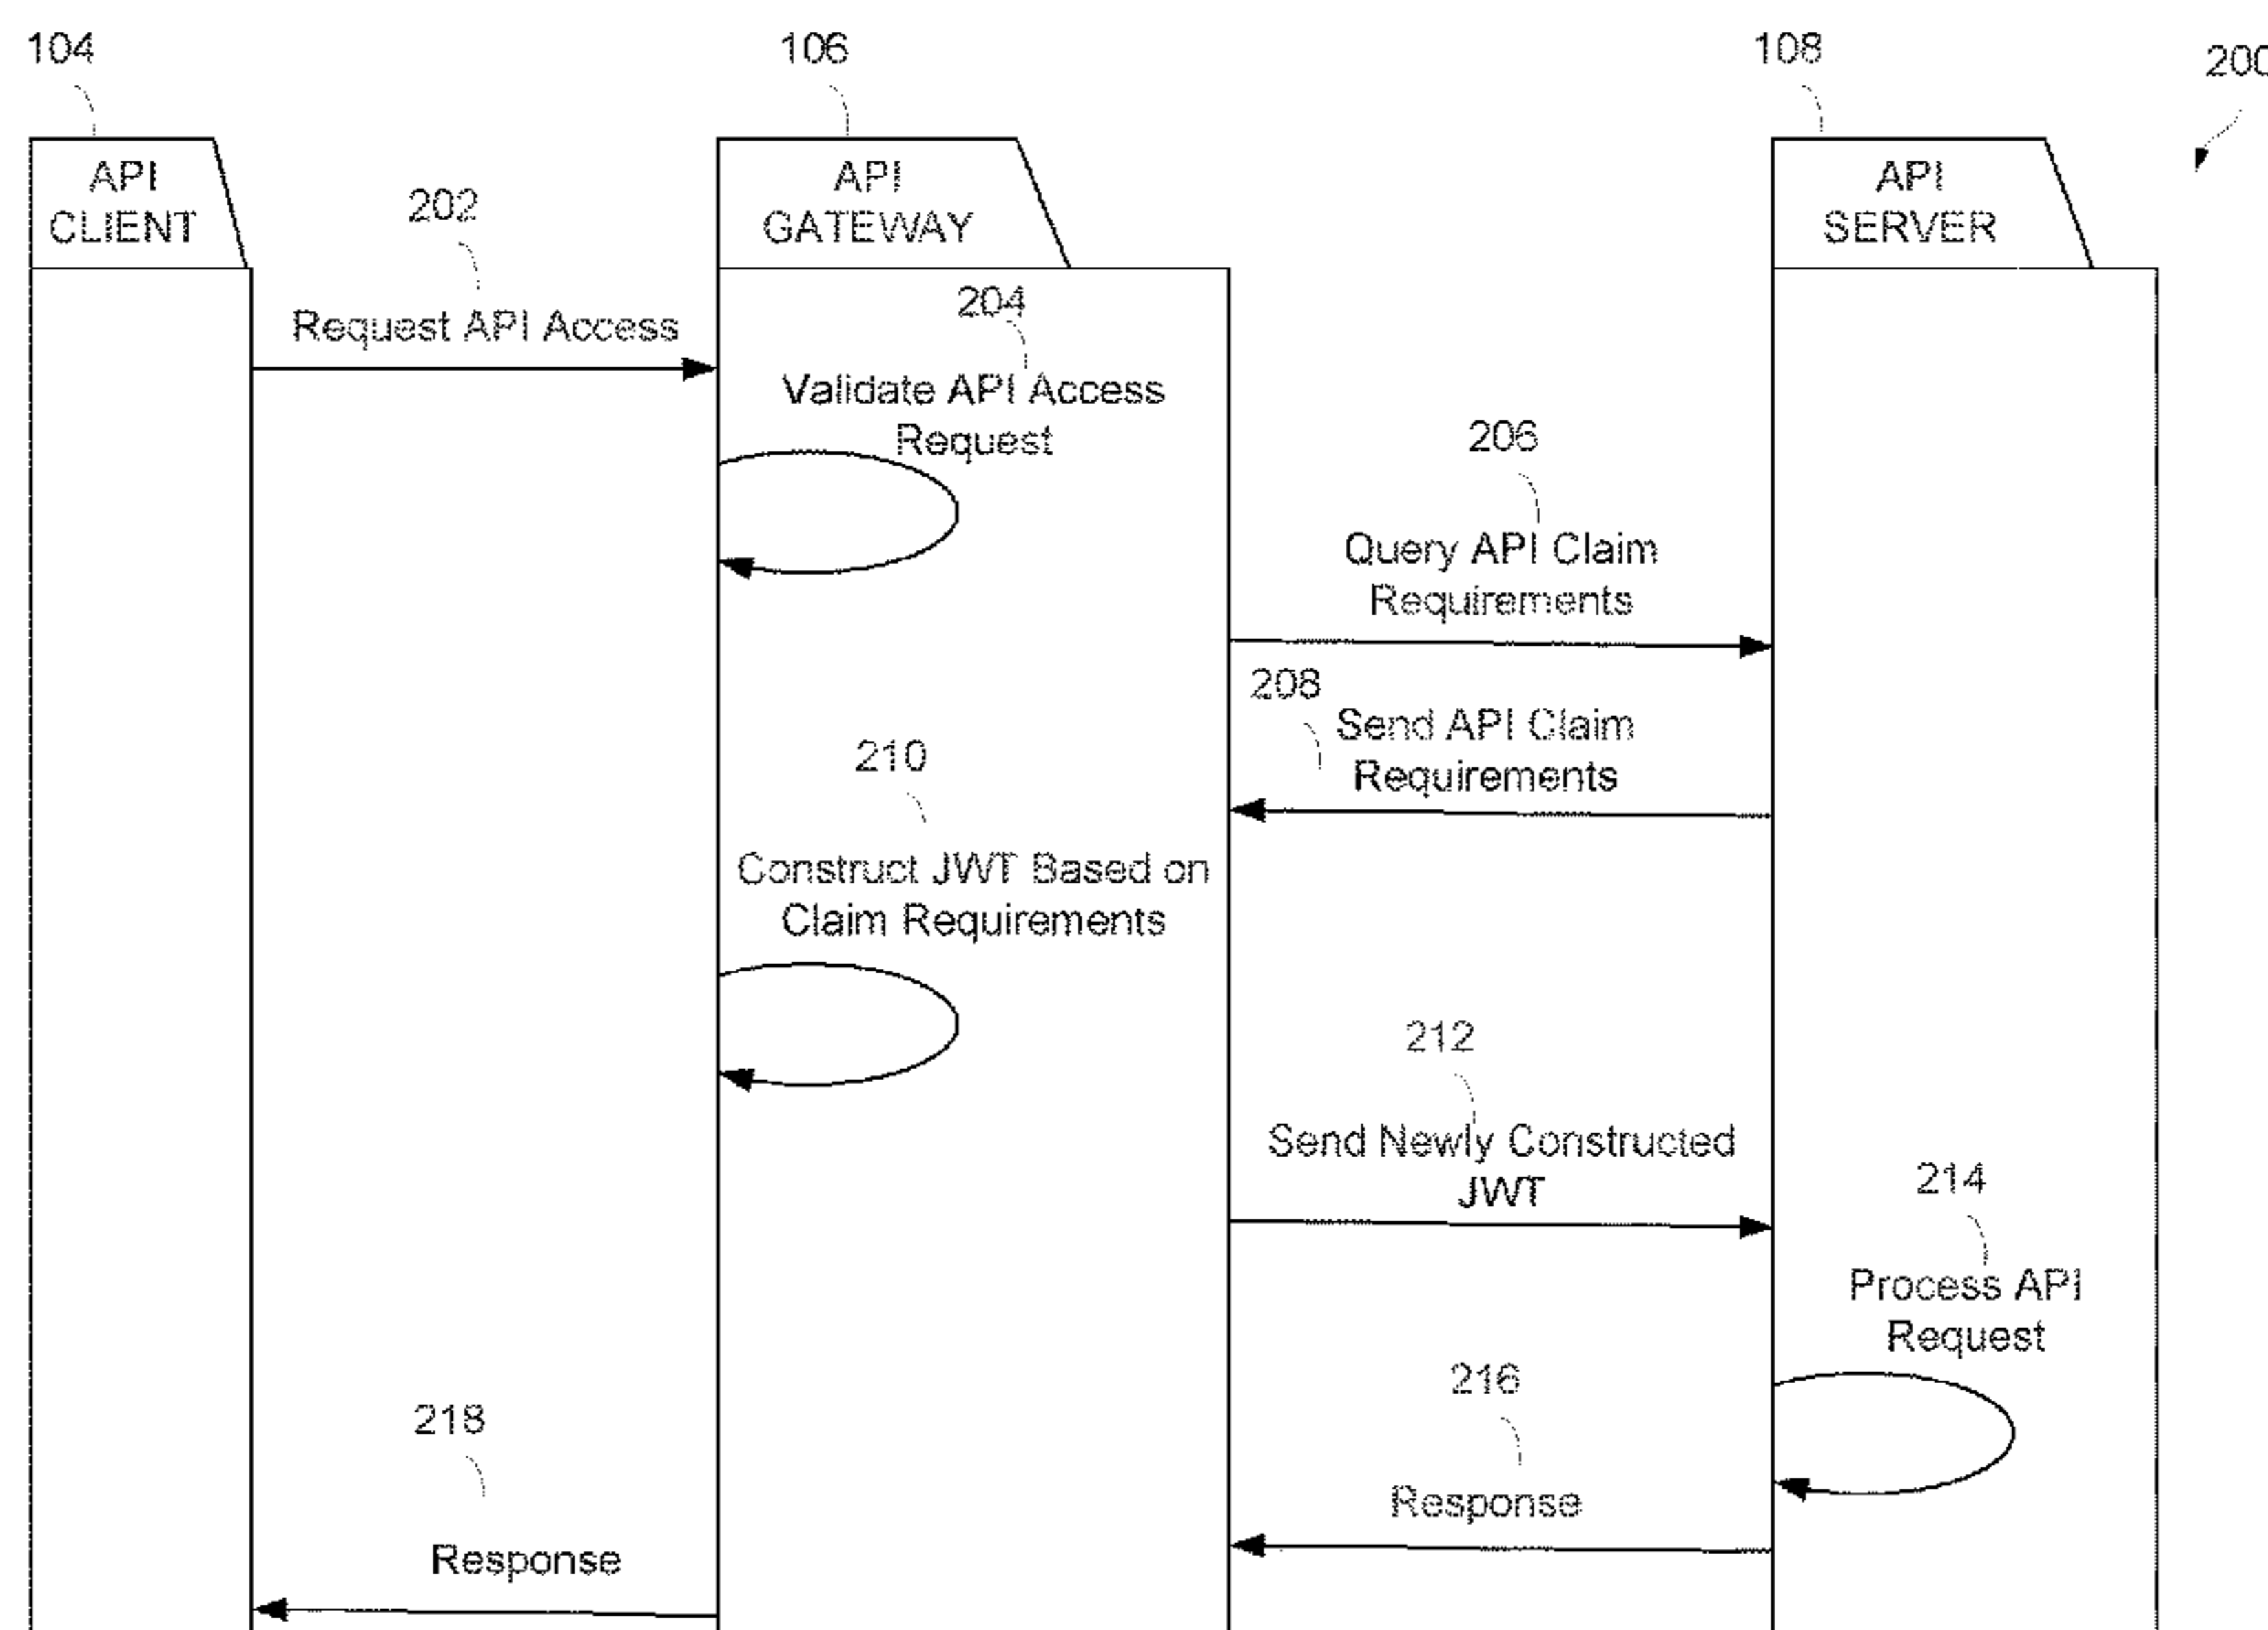 104
106
108
200
API
CLIENT
API
GATEWAY
API
SERVER
202
Request API Access
204
Validate API Access
Request
206
Query API Claim
Requirements
208
Send API Claim
Requirements
210
Construct JWT Based on
Claim Requirements
212
Send Newly Constructed
JWT
214
Process API
Request
216
Response
218
Response